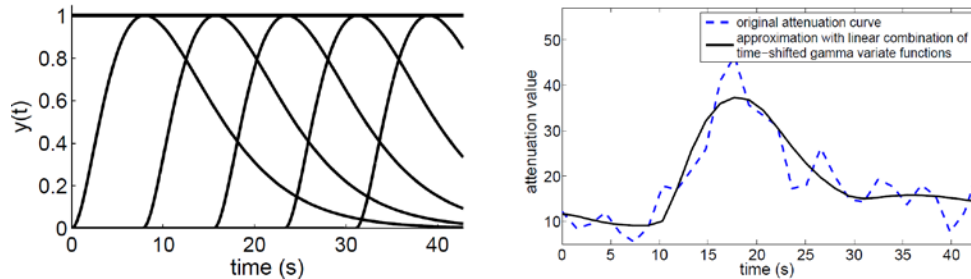 1
0.8
0.6
0.4
0.2
0
y(t)
0 10 20 30 40
time (s)
original attenuation curve
approximation with linear combination of
time-shifted gamma variate functions
50
40
30
20
10
attenuation value
0 5 10 15 20 25 30 35 40
time (s)